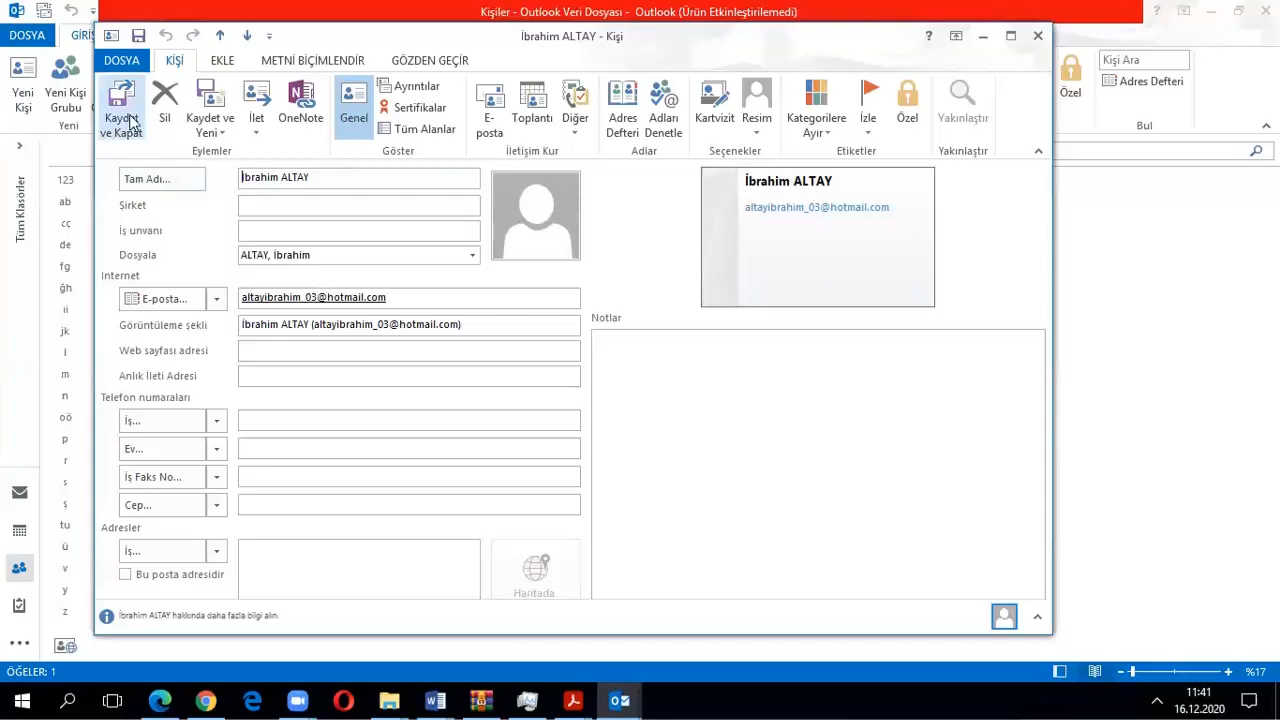 Kişiler - Outlook Veri Dosyası - Outlook (Ürün Etkinleştirilemedi)
İbrahim ALTAY - Kişi
DOSYA
DOSYA KİŞİ EKLE METNİ BİÇİMLENDİR GÖZDEN GEÇİR
Yeni Kişi
Yeni Kişi Grubu
Yeni
Kaydet ve Kapat
Sil
Kaydet ve Yeni
İlet
OneNote
Eylemler
Genel
Ayrıntılar
Sertifikalar
Tüm Alanlar
Göster
E-posta
Toplantı
Diğer
İletişim Kur
Adres Defteri
Adları Denetle
Adlar
Kartvizit
Resim
Seçenekler
Kategorilere Ayır
İzle
Özel
Etiketler
Yakınlaştır
Yakınlaştır
Özel
Kişi Ara
Adres Defteri
Bul
Tüm Klasörler
123
ab
cç
de
fg
ğh
ıi
jk
l
m
n
oö
p
r
s
ş
tu
ü
v
y
z
Tam Adı... İbrahim ALTAY
Şirket
İş unvanı
Dosyala ALTAY, İbrahim
Internet
E-posta... altayibrahim_03@hotmail.com
Görüntüleme şekli İbrahim ALTAY (altayibrahim_03@hotmail.com)
Web sayfası adresi
Anlık İleti Adresi
Telefon numaraları
İş...
Ev...
İş Faks No...
Cep...
Adresler
İş...
Bu posta adresidir
Haritada
İbrahim ALTAY
altayibrahim_03@hotmail.com
Notlar
İbrahim ALTAY hakkında daha fazla bilgi alın.
ÖĞELER: 1
%17
11:41
16.12.2020